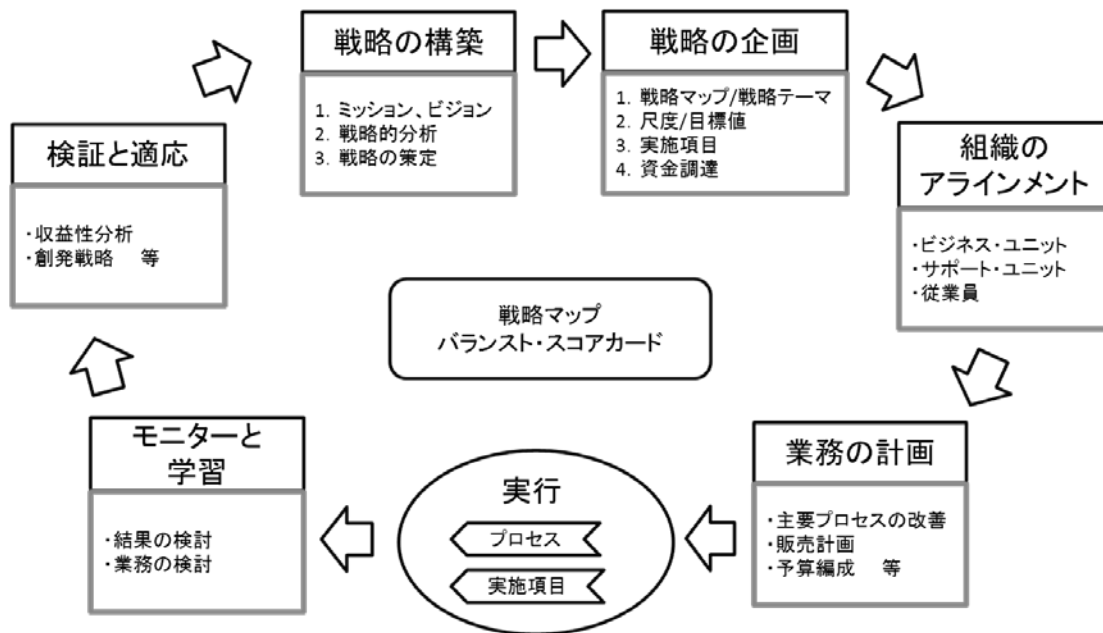 戦略の構築
1. ミッション、ビジョン
2. 戦略的分析
3. 戦略の策定
戦略の企画
1. 戦略マップ/戦略テーマ
2. 尺度/目標値
3. 実施項目
4. 資金調達
組織の
アラインメント
・ビジネス・ユニット
・サポート・ユニット
・従業員
業務の計画
・主要プロセスの改善
・販売計画
・予算編成　等
実行
プロセス
実施項目
モニターと
学習
・結果の検討
・業務の検討
検証と適応
・収益性分析
・創発戦略　等
戦略マップ
バランスト・スコアカード